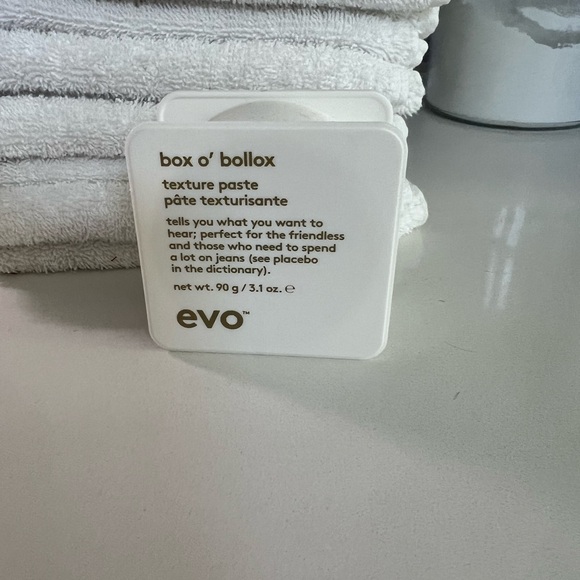 box o' bollox
texture paste
pâte texturisante
tells you what you want to
hear; perfect for the friendless
and those who need to spend
a lot on jeans (see placebo
in the dictionary).
net wt. 90 g / 3.1 oz. ℮
evo™